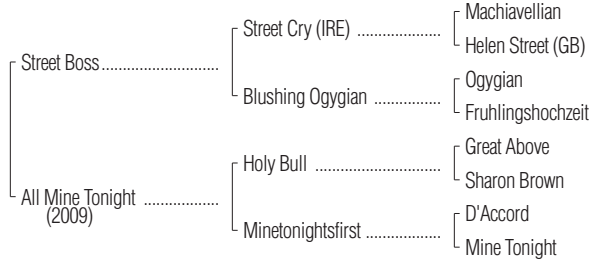 Machiavellian
Street Cry (IRE) ....................
Helen Street (GB)
Street Boss............................
Ogygian
Blushing Ogygian ................
Fruhlingshochzeit
Great Above
Holy Bull ..............................
Sharon Brown
All Mine Tonight ..................
(2009)
D'Accord
Minetonightsfirst ..................
Mine Tonight